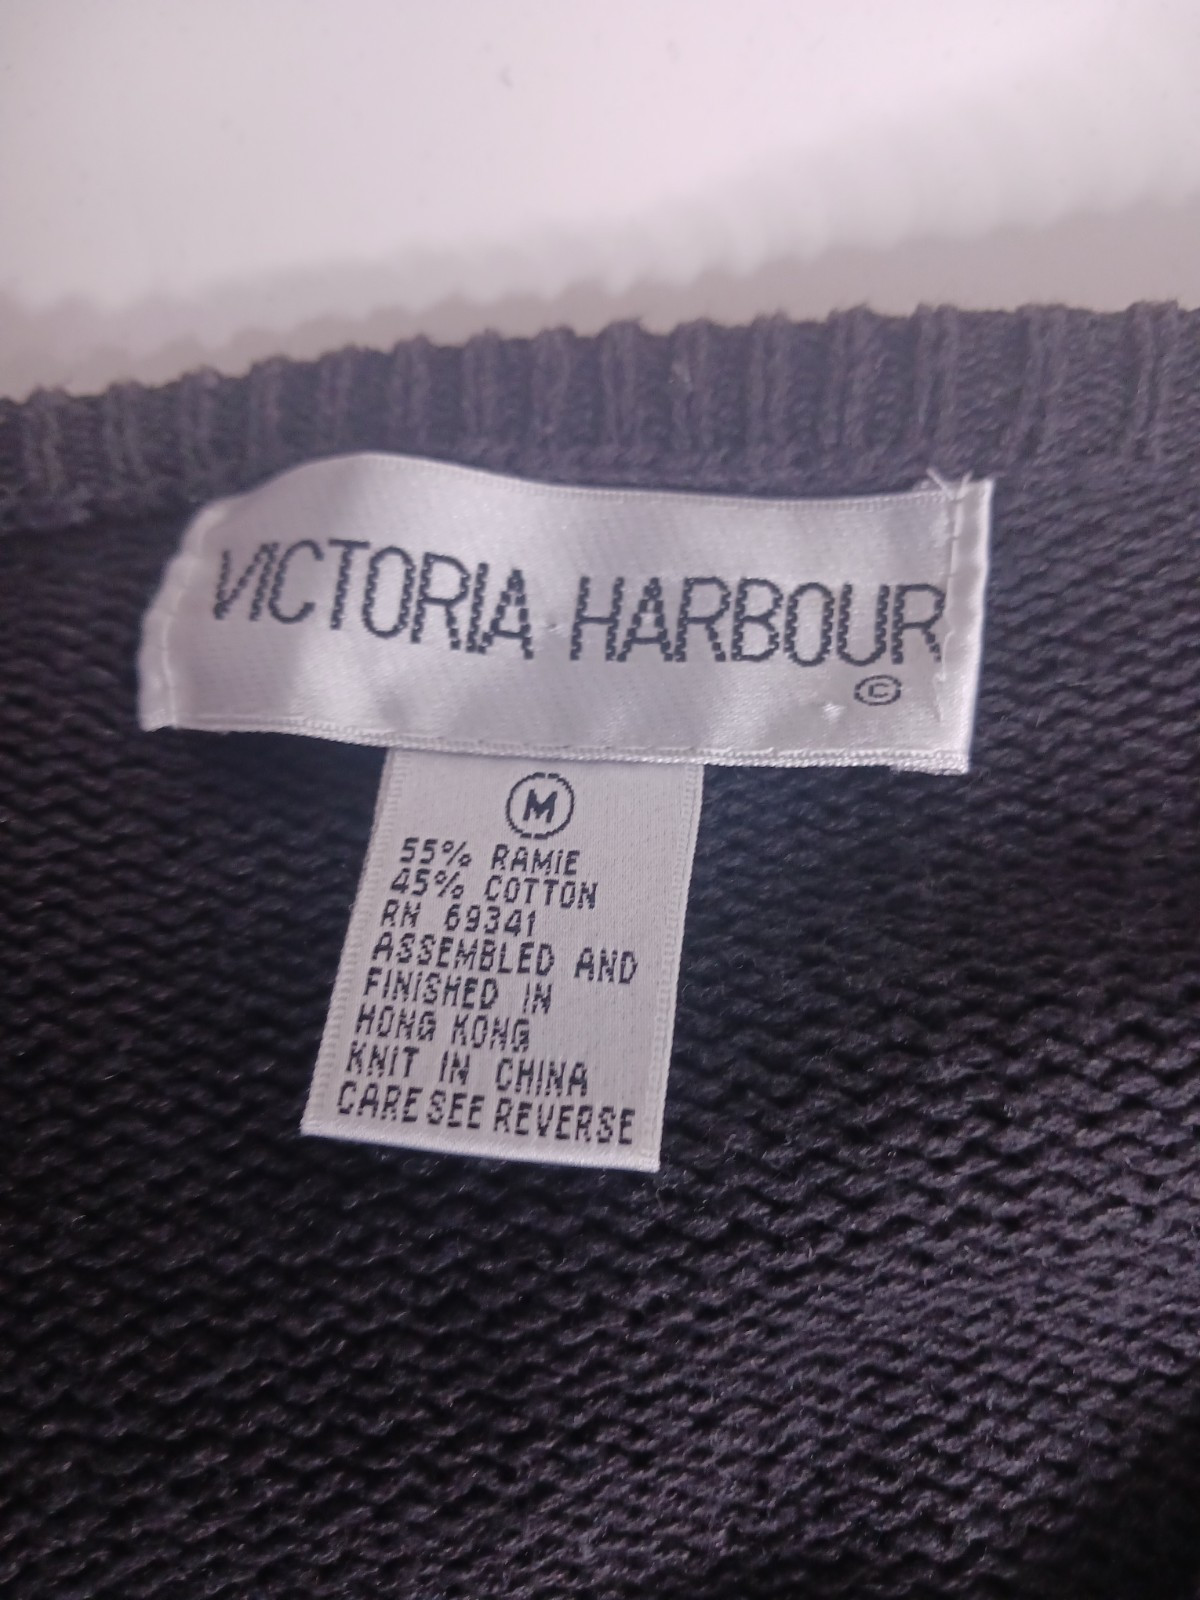 VICTORIA HARBOUR
©
M
55% RAMIE
45% COTTON
RN 69341
ASSEMBLED AND
FINISHED IN
HONG KONG
KNIT IN CHINA
CARE SEE REVERSE